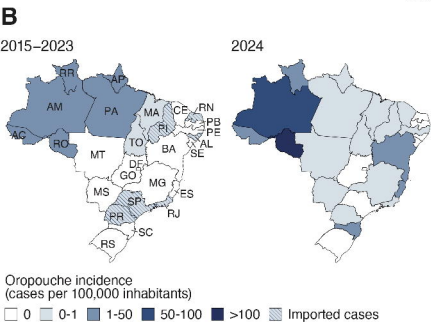 B
2015–2023
2024
RR
AP
AM
PA
MA
CE
RN
PB
PE
AL
SE
PI
AC
RO
TO
BA
MT
DF
GO
MG
MS
ES
SP
RJ
PR
SC
RS
Oropouche incidence
(cases per 100,000 inhabitants)
0 0-1 1-50 50-100 >100 Imported cases